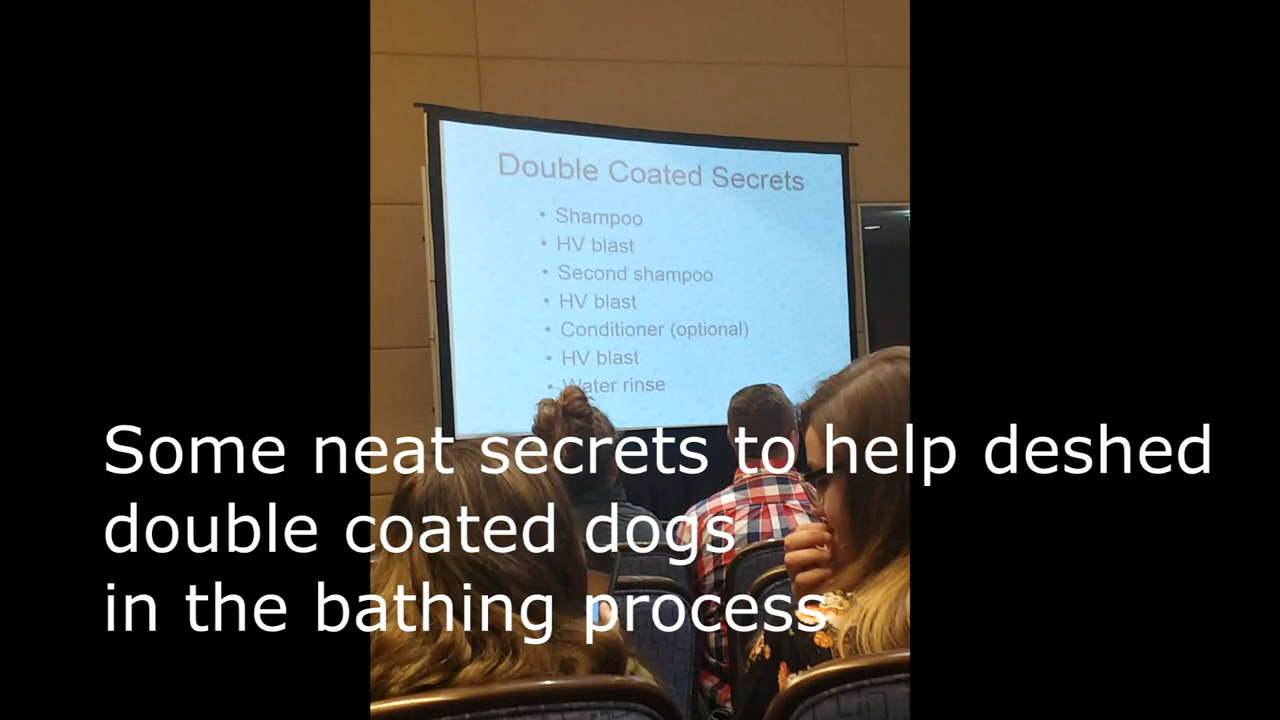 Double Coated Secrets
• Shampoo
• HV blast
• Second shampoo
• HV blast
• Conditioner (optional)
• HV blast
• Water rinse
Some neat secrets to help deshed
double coated dogs
in the bathing process